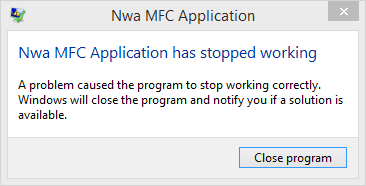 Nwa MFC Application
Nwa MFC Application has stopped working
A problem caused the program to stop working correctly.
Windows will close the program and notify you if a solution is
available.
Close program